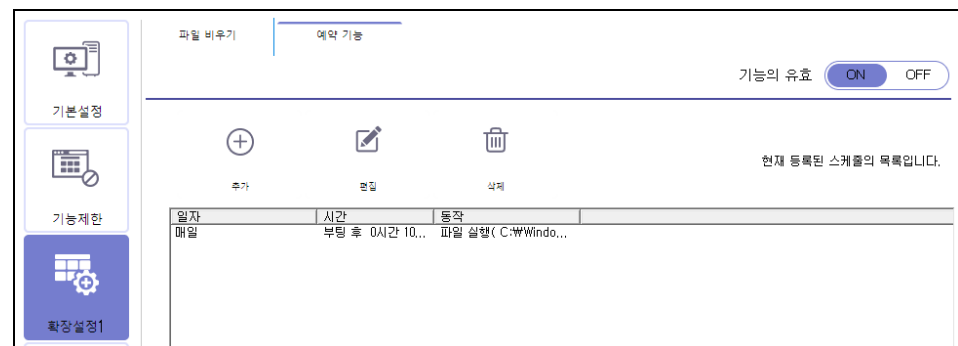 파일 비우기
예약 기능
기능의 유효 ON OFF
기본설정
추가 편집 삭제
현재 등록된 스케줄의 목록입니다.
기능제한
일자 시간 동작
매일 부팅 후 0시간 10... 파일 실행( C:₩Windo...
확장설정1